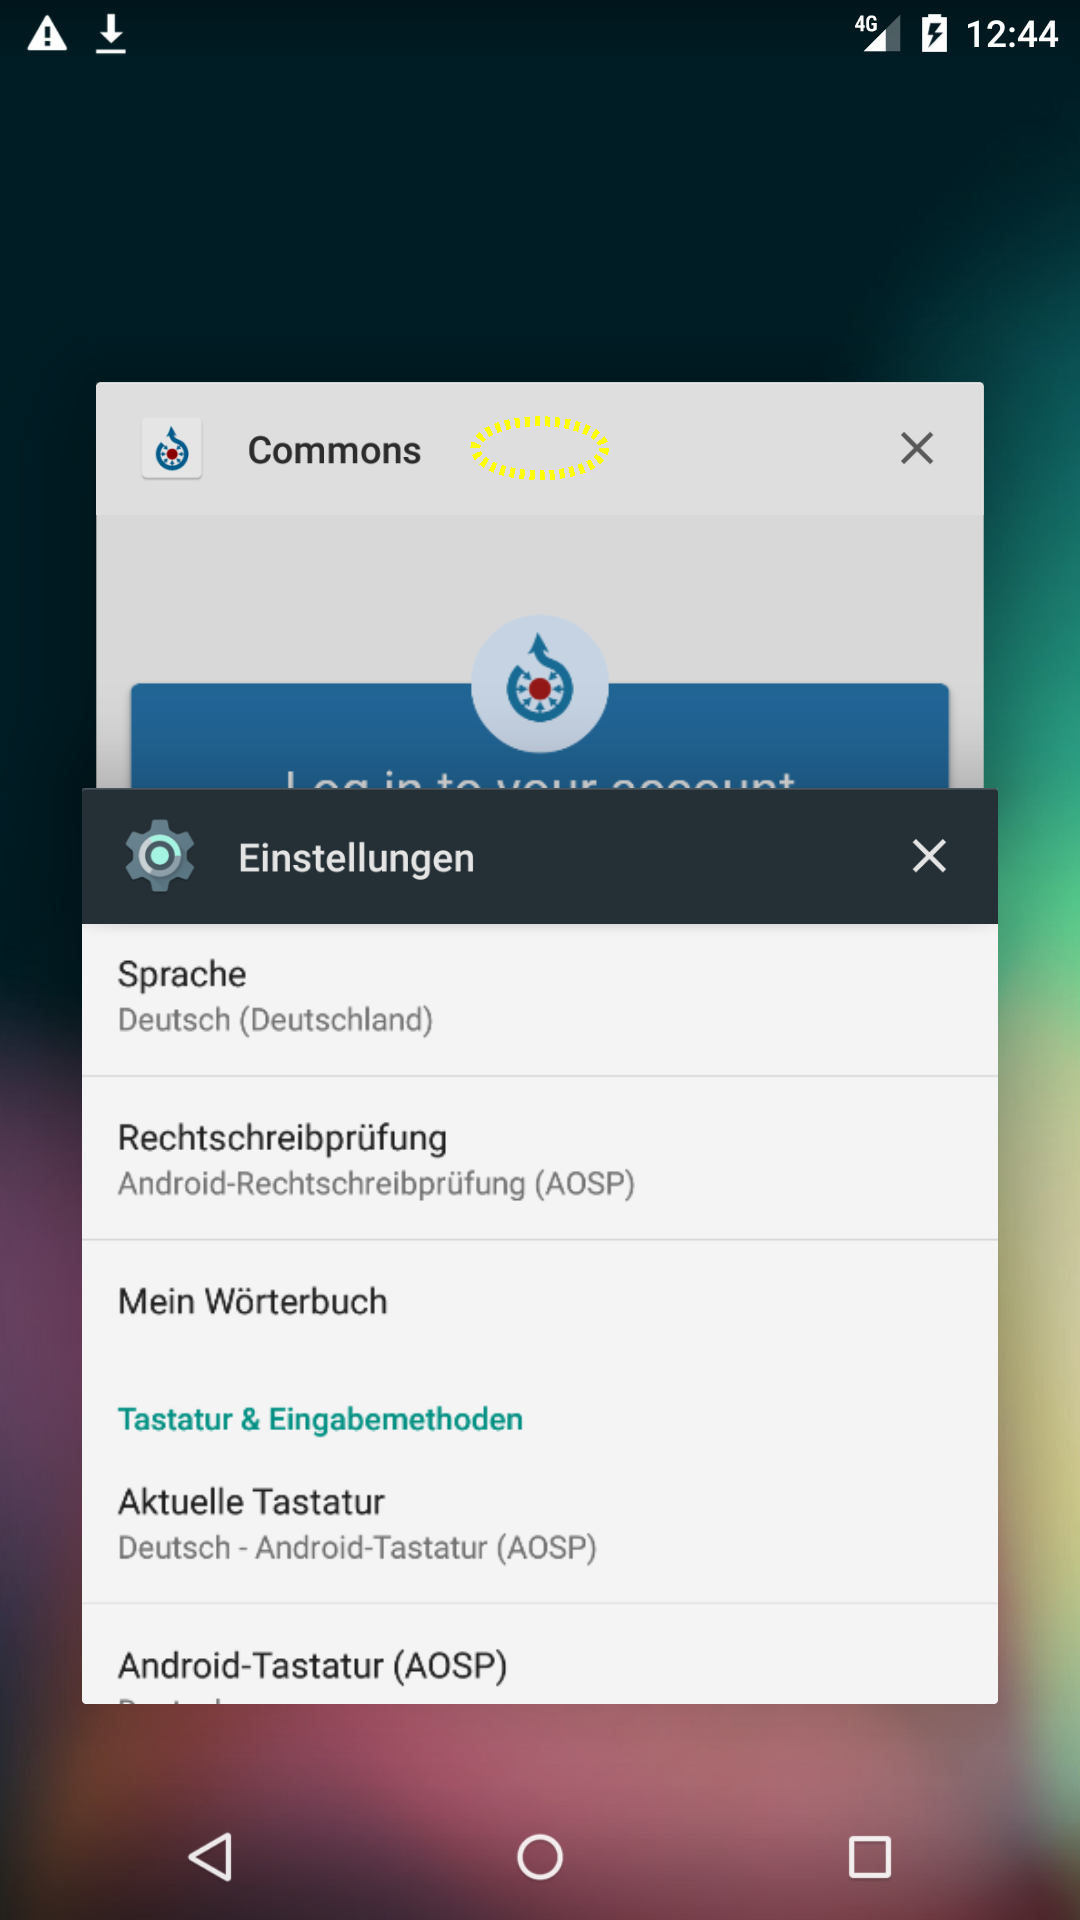 4G 12:44
Commons
Log in to your account
Einstellungen
Sprache
Deutsch (Deutschland)
Rechtschreibprüfung
Android-Rechtschreibprüfung (AOSP)
Mein Wörterbuch
Tastatur & Eingabemethoden
Aktuelle Tastatur
Deutsch - Android-Tastatur (AOSP)
Android-Tastatur (AOSP)